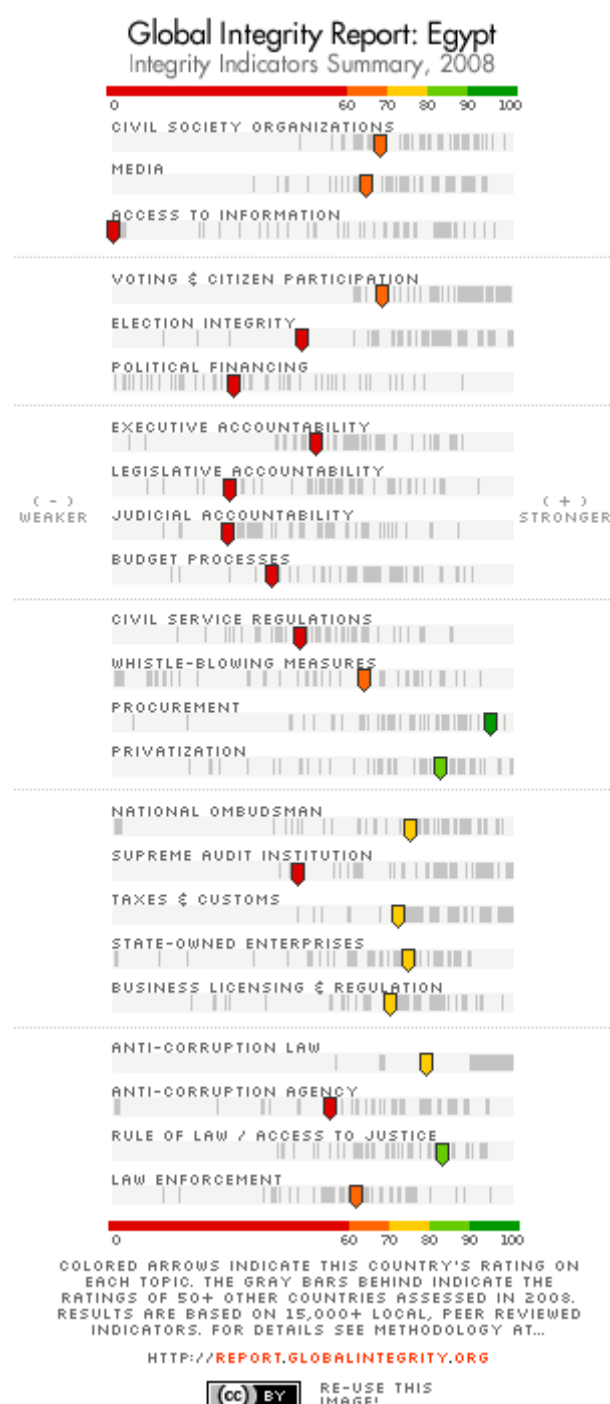 Global Integrity Report: Egypt
Integrity Indicators Summary, 2008
0 60 70 80 90 100
CIVIL SOCIETY ORGANIZATIONS
MEDIA
ACCESS TO INFORMATION
VOTING & CITIZEN PARTICIPATION
ELECTION INTEGRITY
POLITICAL FINANCING
EXECUTIVE ACCOUNTABILITY
LEGISLATIVE ACCOUNTABILITY
( - )
WEAKER
( + )
STRONGER
JUDICIAL ACCOUNTABILITY
BUDGET PROCESSES
CIVIL SERVICE REGULATIONS
WHISTLE-BLOWING MEASURES
PROCUREMENT
PRIVATIZATION
NATIONAL OMBUDSMAN
SUPREME AUDIT INSTITUTION
TAXES & CUSTOMS
STATE-OWNED ENTERPRISES
BUSINESS LICENSING & REGULATION
ANTI-CORRUPTION LAW
ANTI-CORRUPTION AGENCY
RULE OF LAW / ACCESS TO JUSTICE
LAW ENFORCEMENT
0 60 70 80 90 100
COLORED ARROWS INDICATE THIS COUNTRY'S RATING ON
EACH TOPIC. THE GRAY BARS BEHIND INDICATE THE
RATINGS OF 50+ OTHER COUNTRIES ASSESSED IN 2008.
RESULTS ARE BASED ON 15,000+ LOCAL, PEER REVIEWED
INDICATORS. FOR DETAILS SEE METHODOLOGY AT...
HTTP://REPORT.GLOBALINTEGRITY.ORG
(cc) BY
RE-USE THIS
IMAGE!